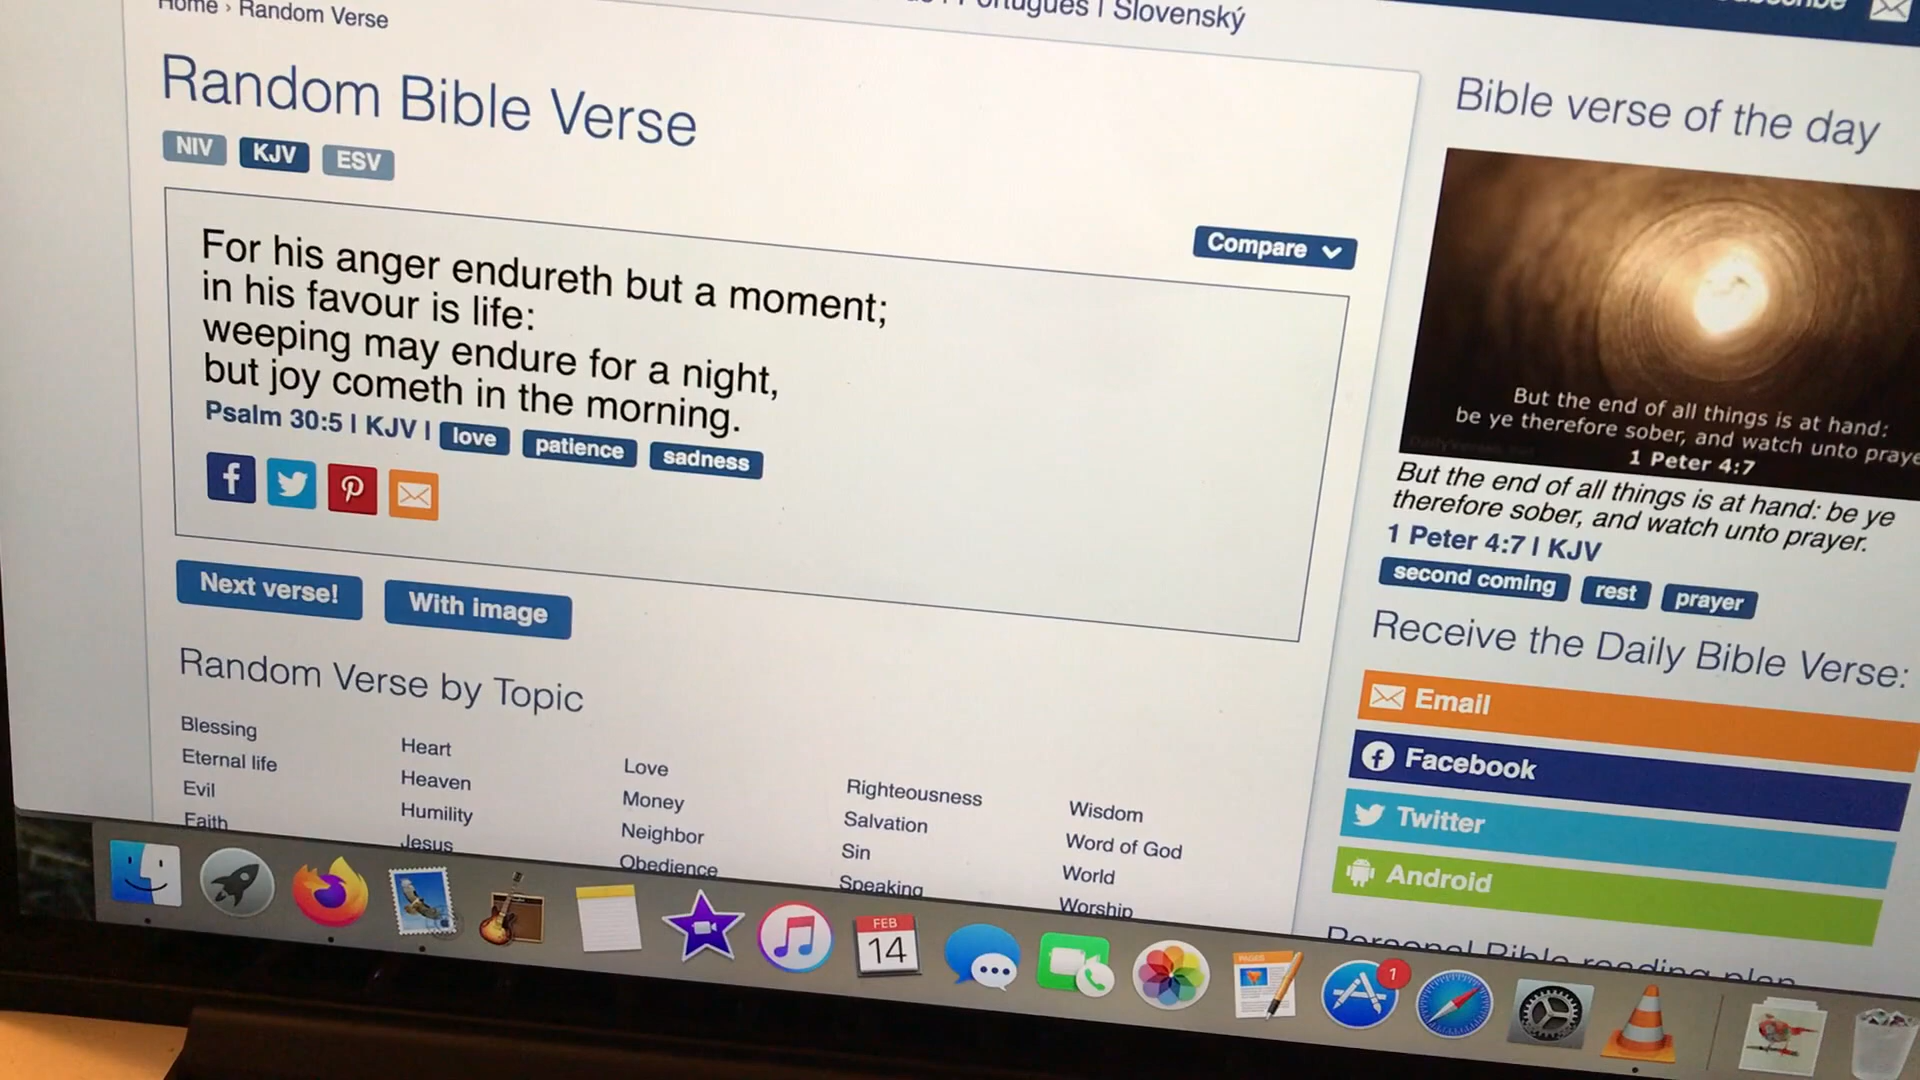 Home › Random Verse
Português | Slovenský
Random Bible Verse
NIV KJV ESV
Compare
For his anger endureth but a moment;
in his favour is life:
weeping may endure for a night,
but joy cometh in the morning.
Psalm 30:5 | KJV | love patience sadness
Next verse! With image
Random Verse by Topic
Blessing
Eternal life
Evil
Faith
Heart
Heaven
Humility
Jesus
Love
Money
Neighbor
Obedience
Righteousness
Salvation
Sin
Speaking
Wisdom
Word of God
World
Worship
Bible verse of the day
But the end of all things is at hand:
be ye therefore sober, and watch unto
1 Peter 4:7
But the end of all things is at hand: be ye
therefore sober, and watch unto prayer.
1 Peter 4:7 | KJV
second coming rest prayer
Receive the Daily Bible Verse:
Email
Facebook
Twitter
Android
Personal Bible reading plan
FEB
14
PAGES
1